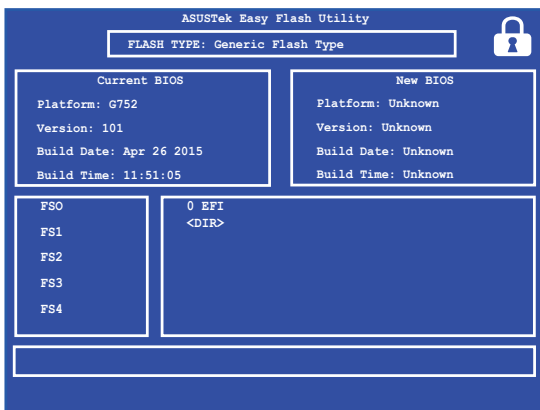 ASUSTek Easy Flash Utility
FLASH TYPE: Generic Flash Type
Current BIOS
Platform: G752
Version: 101
Build Date: Apr 26 2015
Build Time: 11:51:05
New BIOS
Platform: Unknown
Version: Unknown
Build Date: Unknown
Build Time: Unknown
FSO
FS1
FS2
FS3
FS4
0 EFI
<DIR>